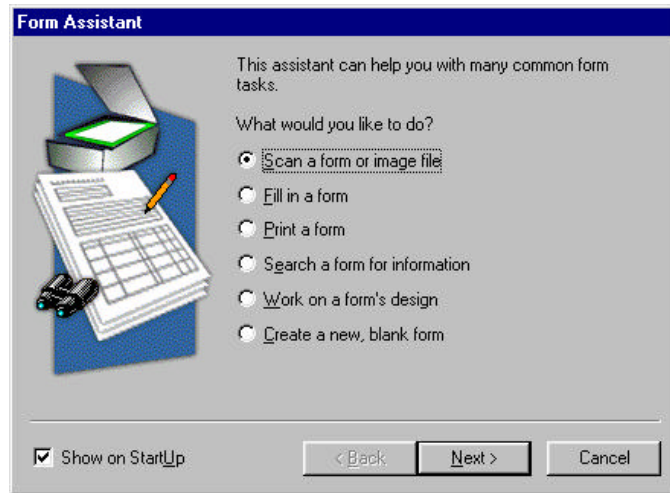 Form Assistant
This assistant can help you with many common form
tasks.
What would you like to do?
Scan a form or image file
Fill in a form
Print a form
Search a form for information
Work on a form's design
Create a new, blank form
Show on StartUp
< Back
Next >
Cancel